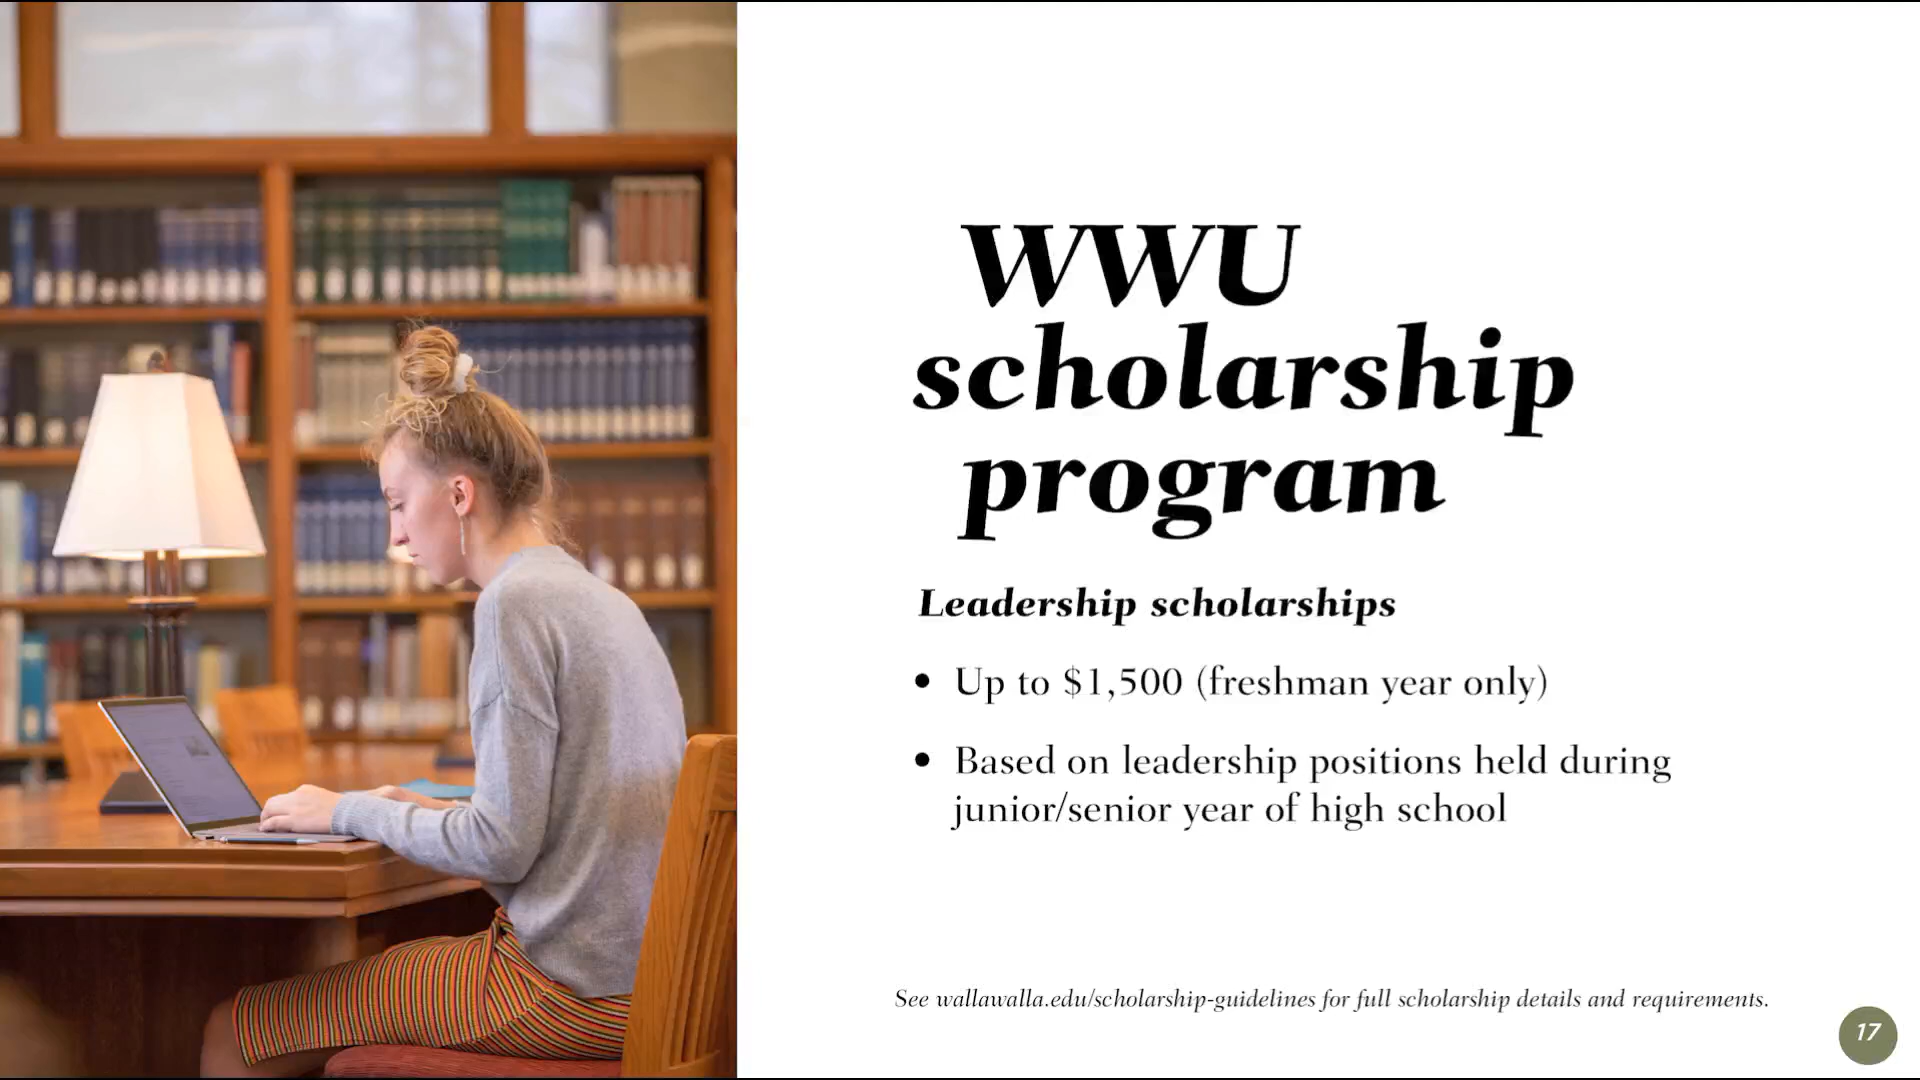 WWU
scholarship
program
Leadership scholarships
• Up to $1,500 (freshman year only)
• Based on leadership positions held during
junior/senior year of high school
See wallawalla.edu/scholarship-guidelines for full scholarship details and requirements.
17